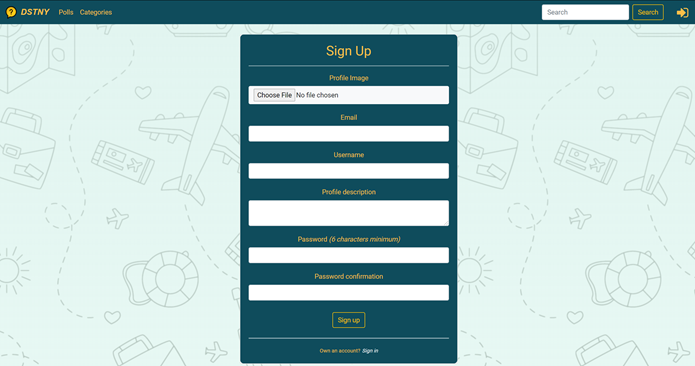 DSTNY Polls Categories Search Search
Sign Up
Profile Image
Choose File No file chosen
Email
Username
Profile description
Password (6 characters minimum)
Password confirmation
Sign up
Own an account? Sign in